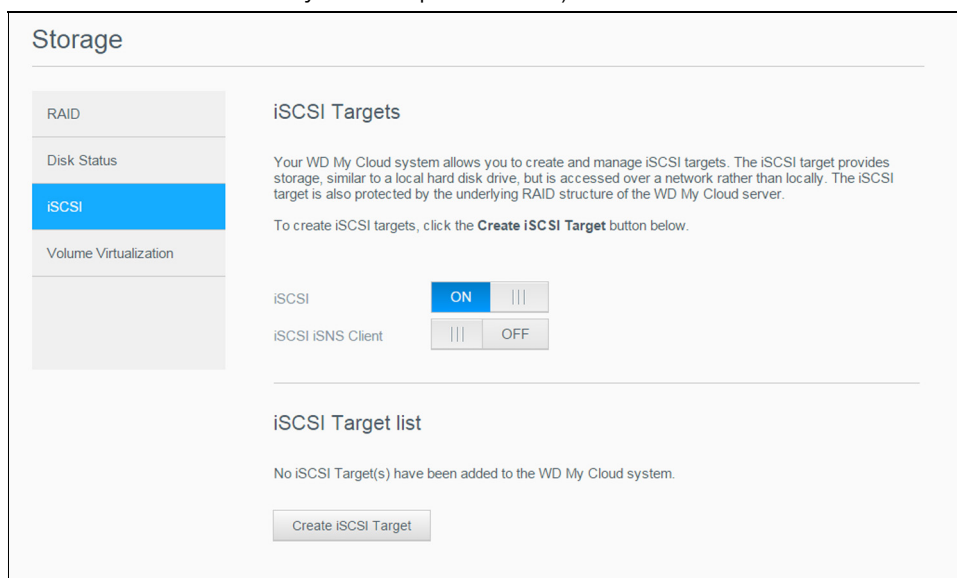 Storage
RAID
Disk Status
iSCSI
Volume Virtualization
iSCSI Targets
Your WD My Cloud system allows you to create and manage iSCSI targets. The iSCSI target provides
storage, similar to a local hard disk drive, but is accessed over a network rather than locally. The iSCSI
target is also protected by the underlying RAID structure of the WD My Cloud server.
To create iSCSI targets, click the Create iSCSI Target button below.
iSCSI ON
iSCSI iSNS Client OFF
iSCSI Target list
No iSCSI Target(s) have been added to the WD My Cloud system.
Create iSCSI Target